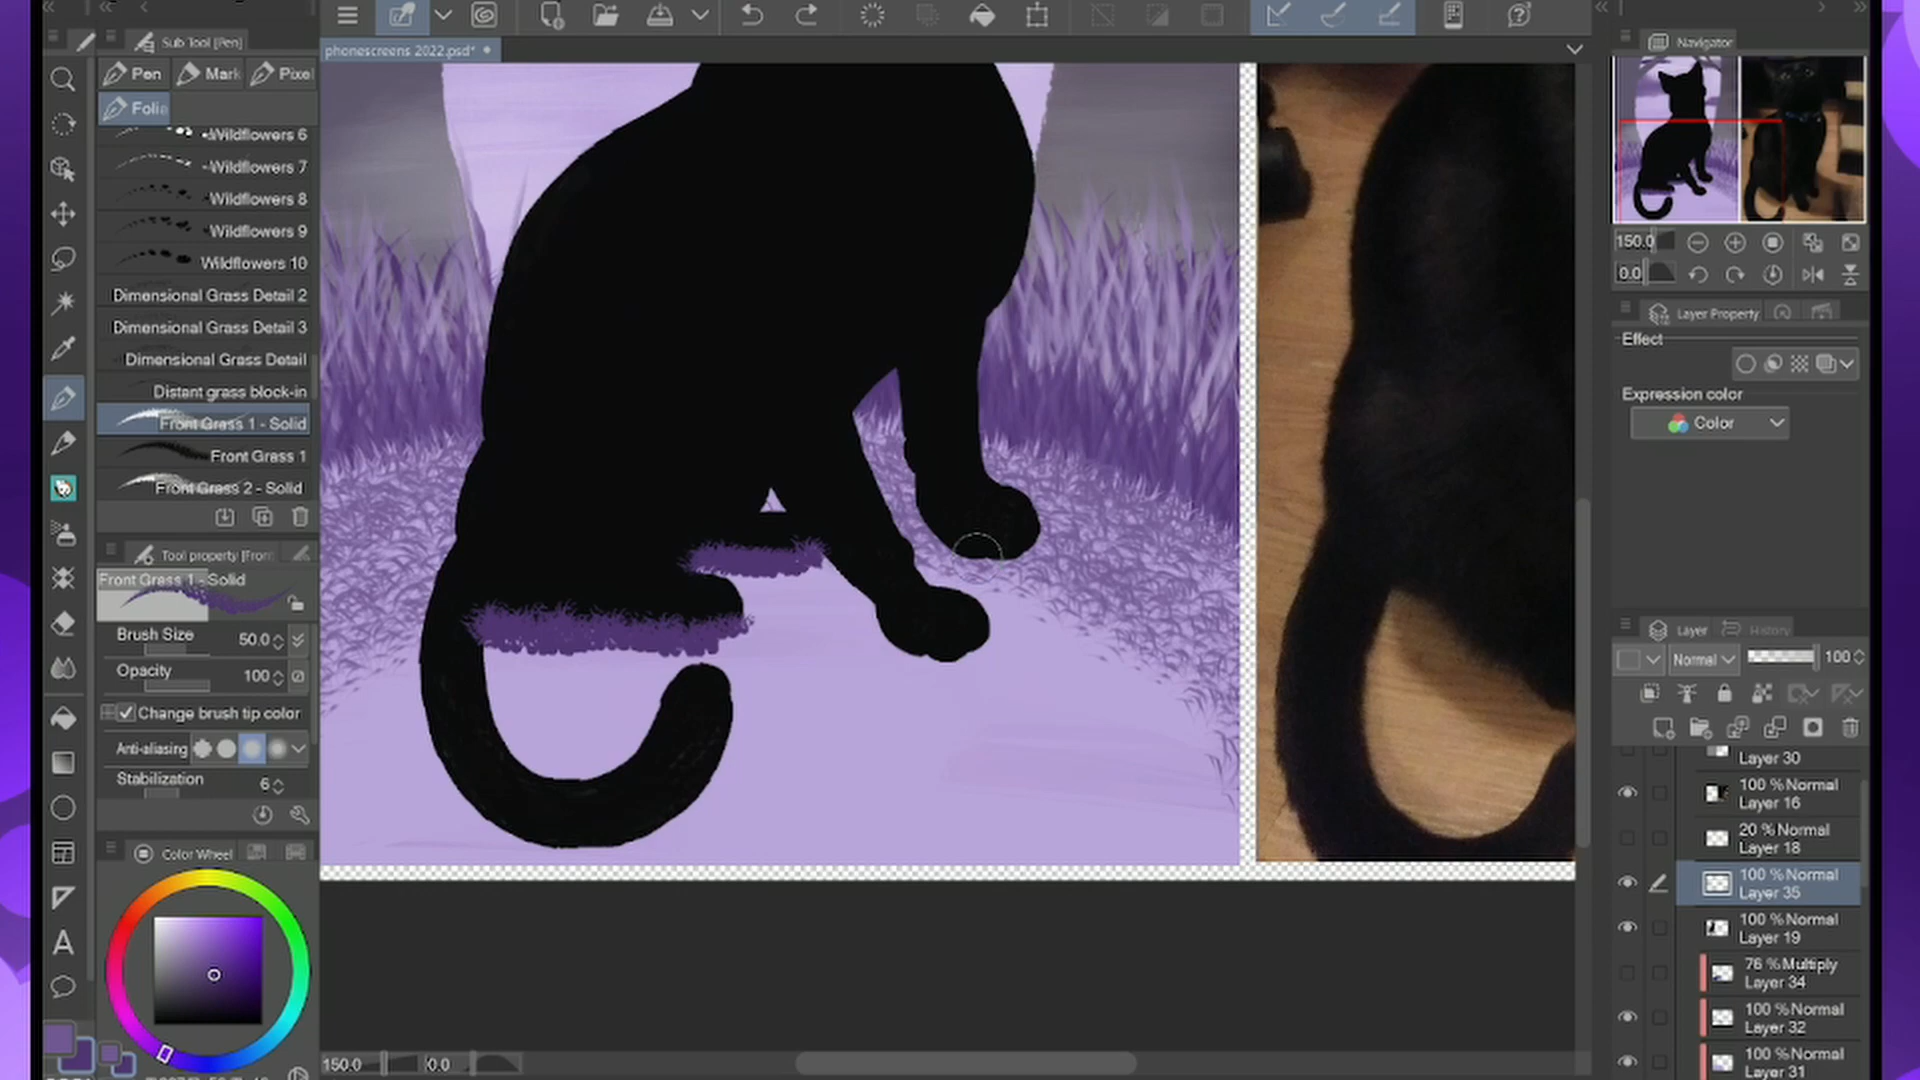 Sub Tool [Pen]
Pen
Mark
Pixel
Folia
Wildflowers 6
Wildflowers 7
Wildflowers 8
Wildflowers 9
Wildflowers 10
Dimensional Grass Detail 2
Dimensional Grass Detail 3
Dimensional Grass Detail
Distant grass block-in
Front Grass 1 - Solid
Front Grass 1
Front Grass 2 - Solid
Tool property [Front
Front Grass 1 - Solid
Brush Size 50.0
Opacity 100
Change brush tip color
Anti-aliasing
Stabilization 6
Color Wheel
phonescreens 2022.psd*
150.0 0.0
Navigator
150.0
0.0
Layer Property
Effect
Expression color
Color
Layer
History
Normal
100
Layer 30
100 % Normal
Layer 16
20 % Normal
Layer 18
100 % Normal
Layer 35
100 % Normal
Layer 19
76 % Multiply
Layer 34
100 % Normal
Layer 32
100 % Normal
Layer 31